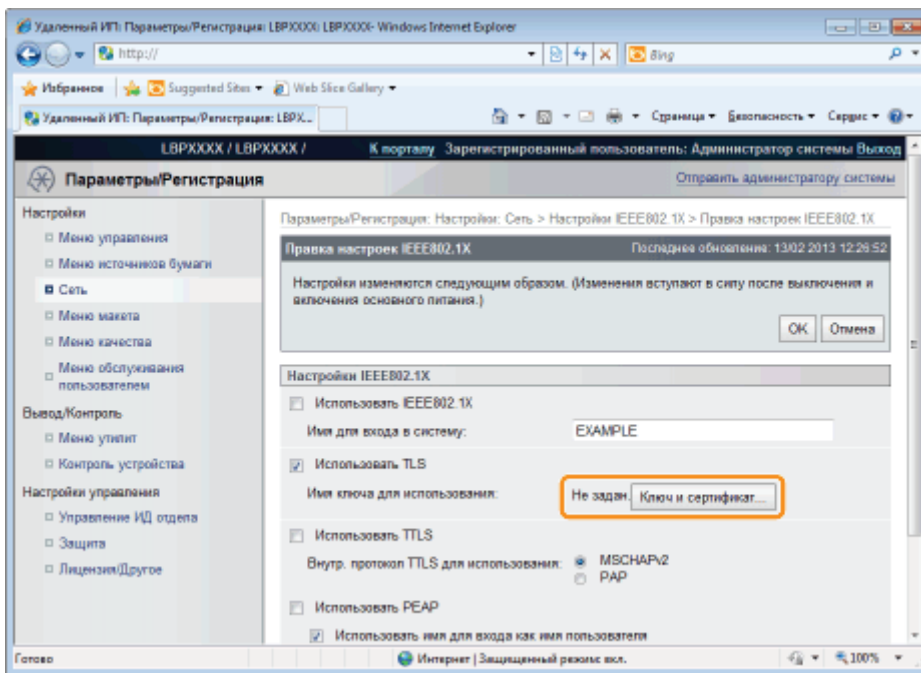 Удаленный ИП: Параметры/Регистрация: LBPXXXX: LBPXXXX- Windows Internet Explorer
http://
Bing
Избранное Suggested Sites Web Slice Gallery
Удаленный ИП: Параметры/Регистрация: LBPX...
Страница Безопасность Сервис
LBPXXXX / LBPXXXX /
К порталу Зарегистрированный пользователь: Администратор системы Выход
Параметры/Регистрация
Отправить администратору системы
Настройки
Меню управления
Меню источников бумаги
Сеть
Меню макета
Меню качества
Меню обслуживания
пользователем
Вывод/Контроль
Меню утилит
Контроль устройства
Настройки управления
Управление ИД отдела
Защита
Лицензия/Другое
Параметры/Регистрация: Настройки: Сеть > Настройки IEEE802.1X > Правка настроек IEEE802.1X
Правка настроек IEEE802.1X
Последнее обновление: 13/02 2013 12:26:52
Настройки изменяются следующим образом. (Изменения вступают в силу после выключения и
включения основного питания.)
OK
Отмена
Настройки IEEE802.1X
Использовать IEEE802.1X
Имя для входа в систему:
EXAMPLE
Использовать TLS
Имя ключа для использования:
Не задан.
Ключ и сертификат...
Использовать TTLS
Внутр. протокол TTLS для использования:
MSCHAPv2
PAP
Использовать PEAP
Использовать имя для входа как имя пользователя
Готово
Интернет | Защищенный режим: вкл.
100%